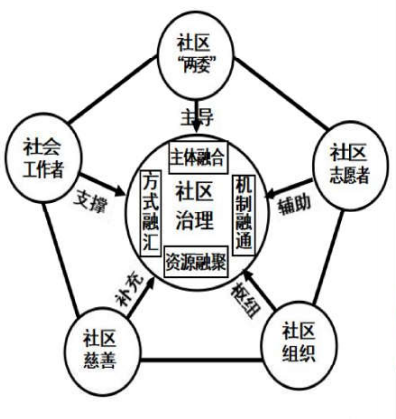 社区
“两委”
主导
社会
工作者
支撑
社区
志愿者
辅助
主体融合
方式融汇
社区
治理
机制融通
资源融聚
补充
枢纽
社区
慈善
社区
组织